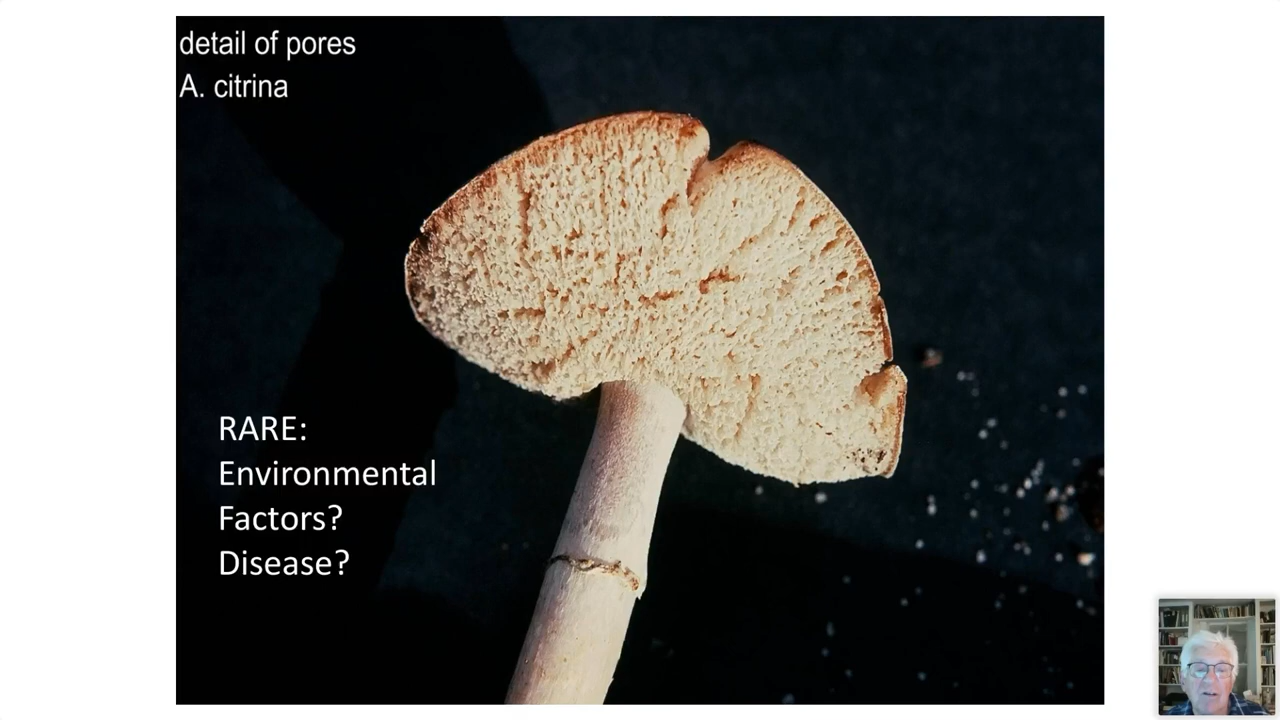 detail of pores
A. citrina
RARE:
Environmental
Factors?
Disease?